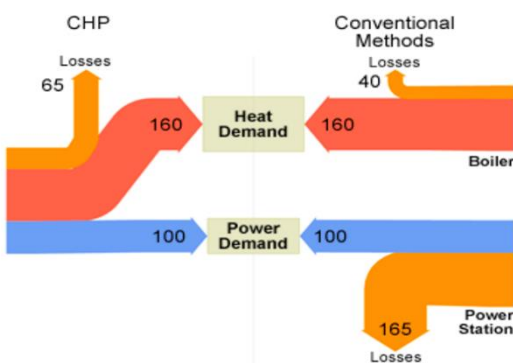 CHP
Conventional
Methods
Losses
65
Losses
40
160
Heat
Demand
160
Boiler
100
Power
Demand
100
Power
Station
165
Losses